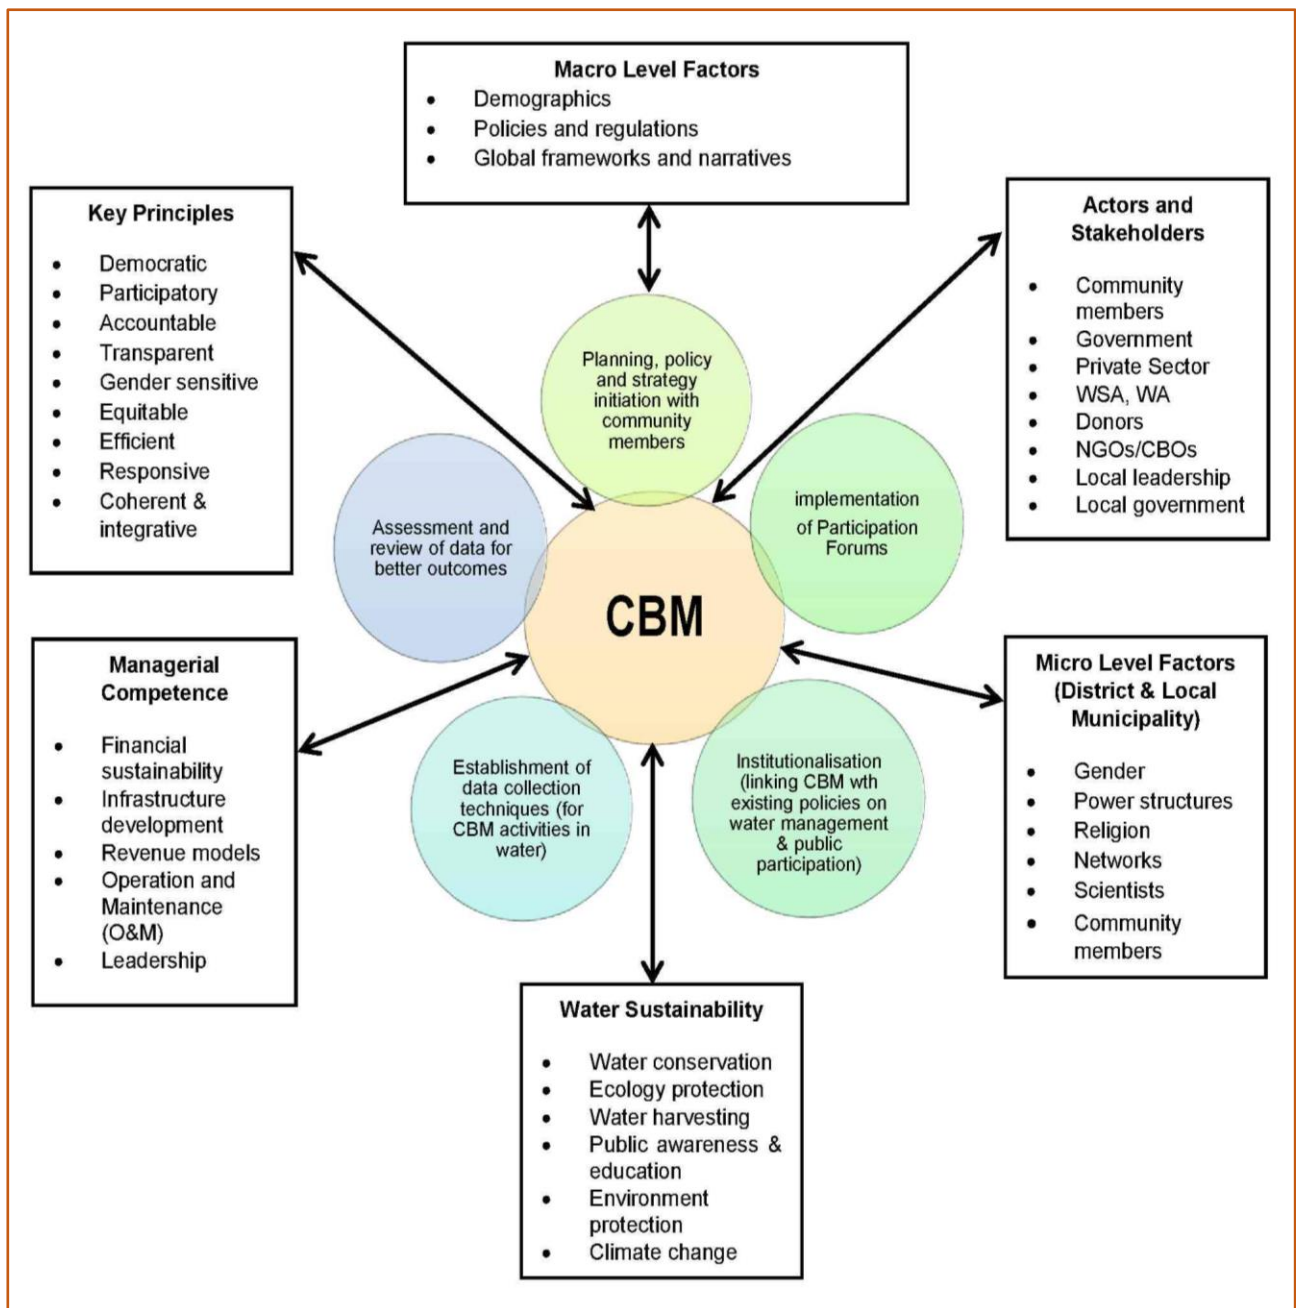 Macro Level Factors
• Demographics
• Policies and regulations
• Global frameworks and narratives
Key Principles
• Democratic
• Participatory
• Accountable
• Transparent
• Gender sensitive
• Equitable
• Efficient
• Responsive
• Coherent &
integrative
Actors and
Stakeholders
• Community
members
• Government
• Private Sector
• WSA, WA
• Donors
• NGOs/CBOs
• Local leadership
• Local government
Planning, policy
and strategy
initiation with
community
members
implementation
of Participation
Forums
Assessment and
review of data for
better outcomes
CBM
Establishment of
data collection
techniques (for
CBM activities in
water)
Institutionalisation
(linking CBM wth
existing policies on
water management
& public
participation)
Managerial
Competence
• Financial
sustainability
• Infrastructure
development
• Revenue models
• Operation and
Maintenance
(O&M)
• Leadership
Micro Level Factors
(District & Local
Municipality)
• Gender
• Power structures
• Religion
• Networks
• Scientists
• Community
members
Water Sustainability
• Water conservation
• Ecology protection
• Water harvesting
• Public awareness &
education
• Environment
protection
• Climate change